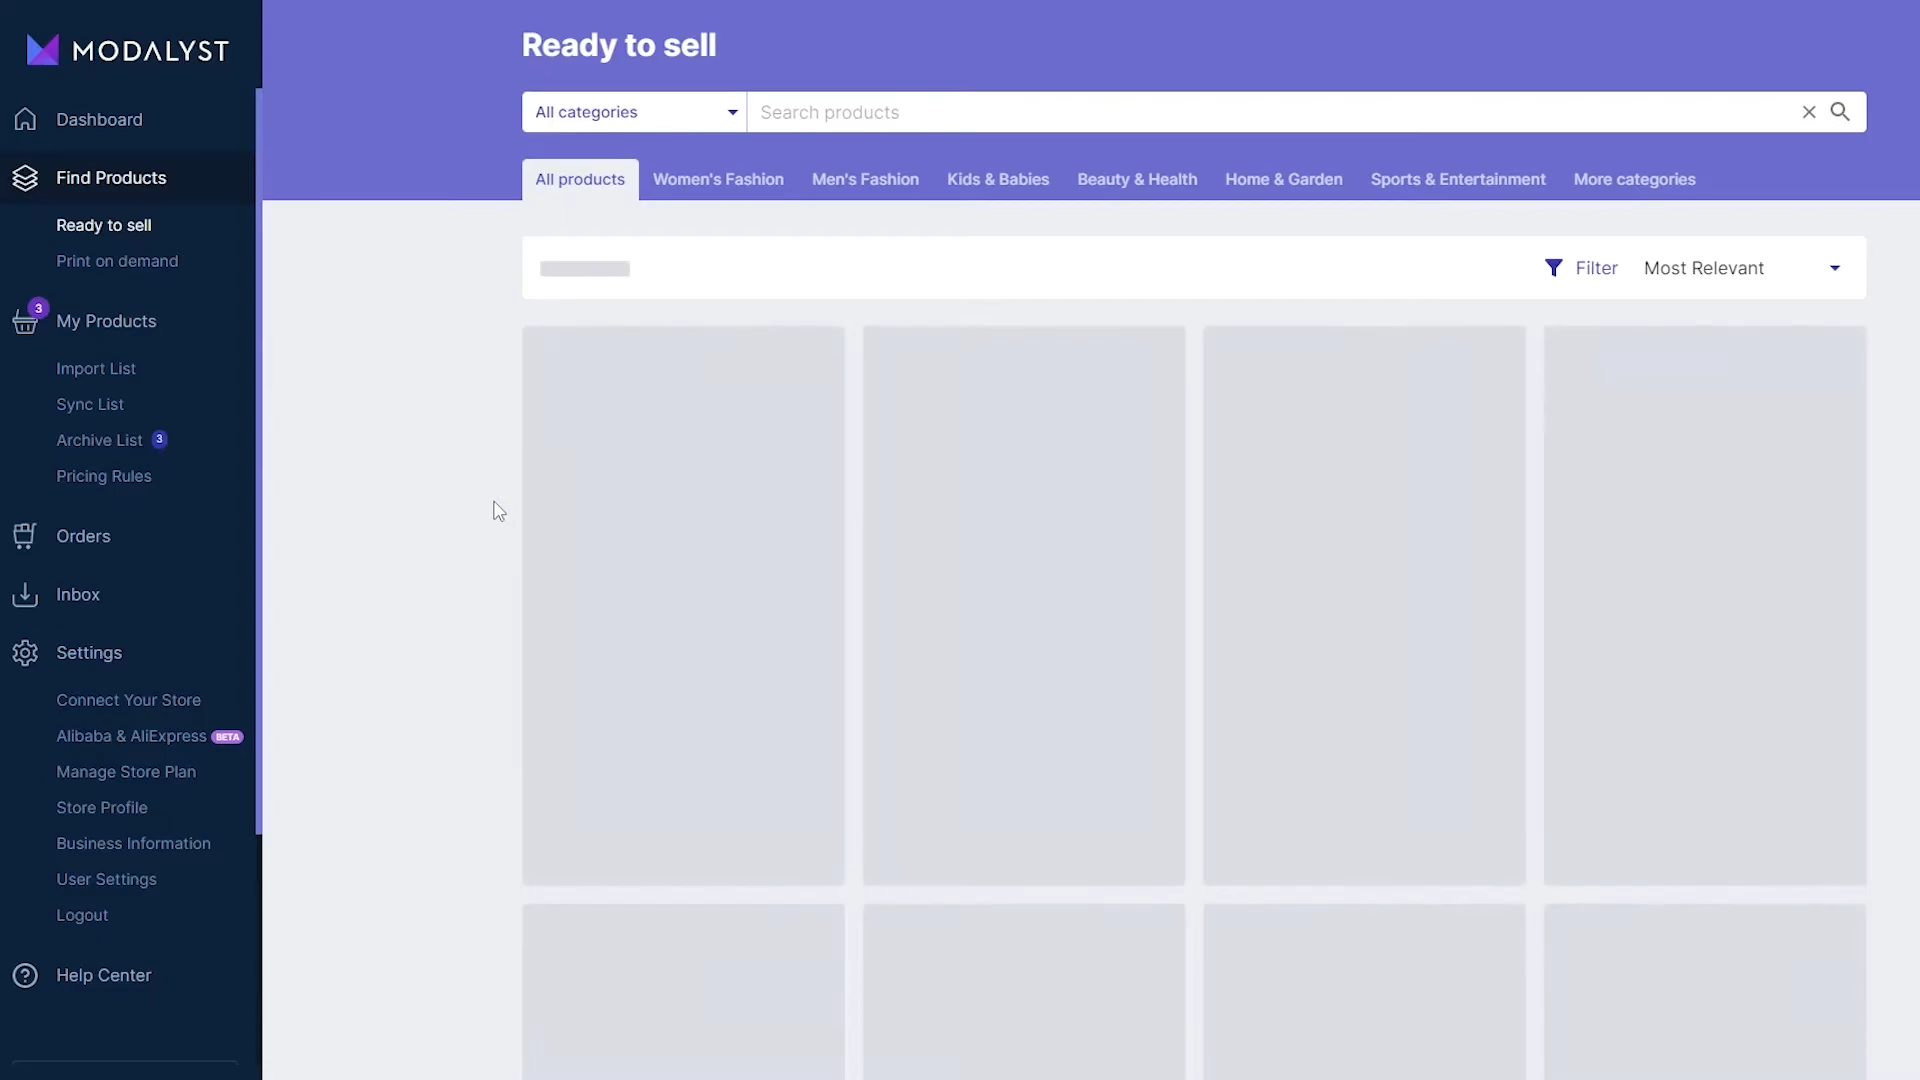 MODALYST
Dashboard
Find Products
Ready to sell
Print on demand
3
My Products
Import List
Sync List
Archive List 3
Pricing Rules
Orders
Inbox
Settings
Connect Your Store
Alibaba & AliExpress BETA
Manage Store Plan
Store Profile
Business Information
User Settings
Logout
Help Center
Ready to sell
All categories Search products
All products Women's Fashion Men's Fashion Kids & Babies Beauty & Health Home & Garden Sports & Entertainment More categories
Filter Most Relevant